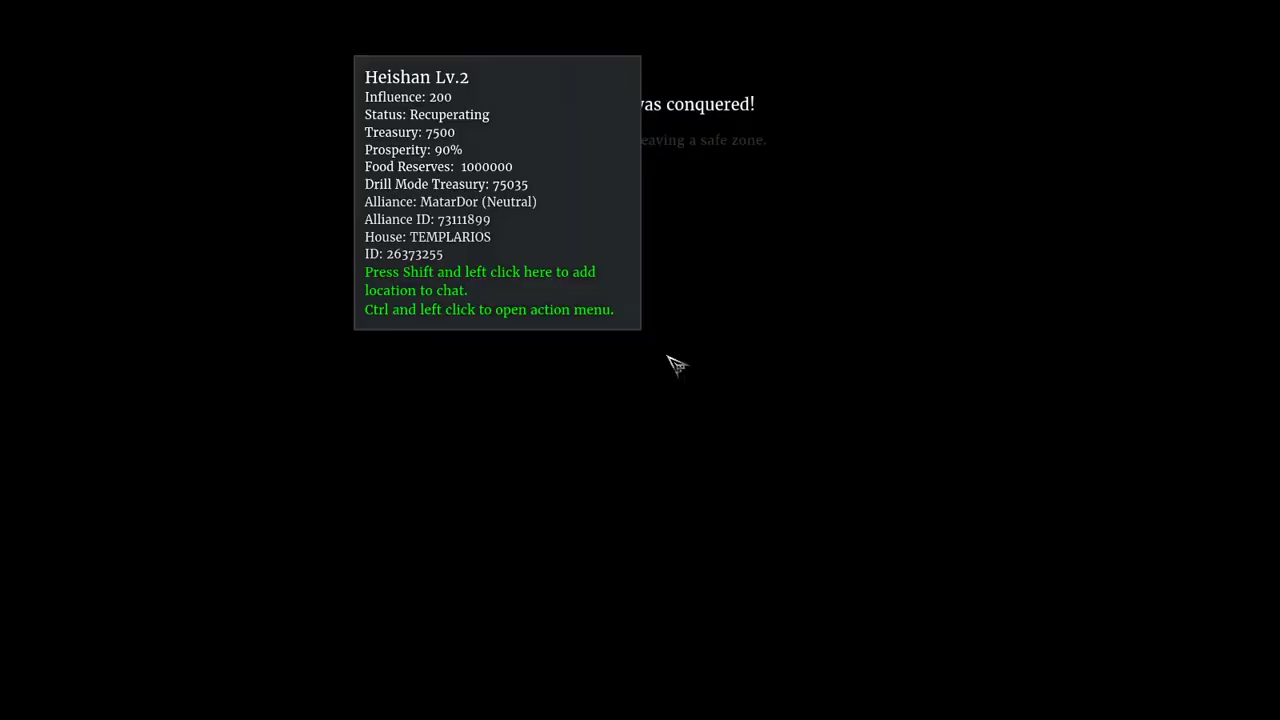 Heishan Lv.2
Influence: 200
Status: Recuperating
Treasury: 7500
Prosperity: 90%
Food Reserves: 1000000
Drill Mode Treasury: 75035
Alliance: MatarDor (Neutral)
Alliance ID: 73111899
House: TEMPLARIOS
ID: 26373255
Press Shift and left click here to add
location to chat.
Ctrl and left click to open action menu.
conquered!
a safe zone.